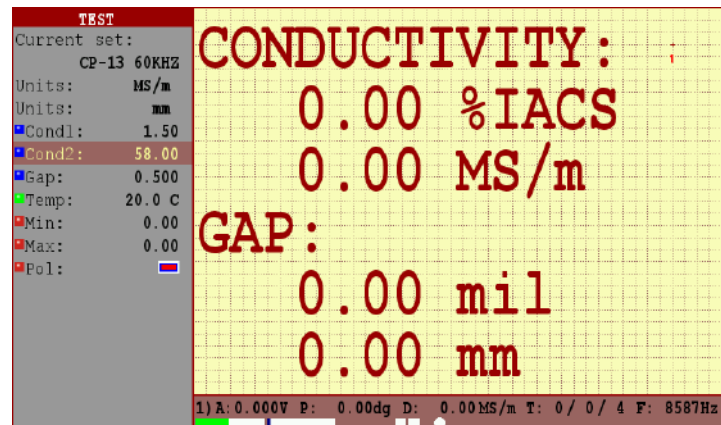 TEST
Current set:
CP-13 60KHZ
Units: MS/m
Units: mm
Cond1: 1.50
Cond2: 58.00
Gap: 0.500
Temp: 20.0 C
Min: 0.00
Max: 0.00
Pol:
CONDUCTIVITY:
0.00 %IACS
0.00 MS/m
GAP:
0.00 mil
0.00 mm
1) A: 0.000V P: 0.00dg D: 0.00MS/m T: 0/ 0/ 4 F: 8587Hz